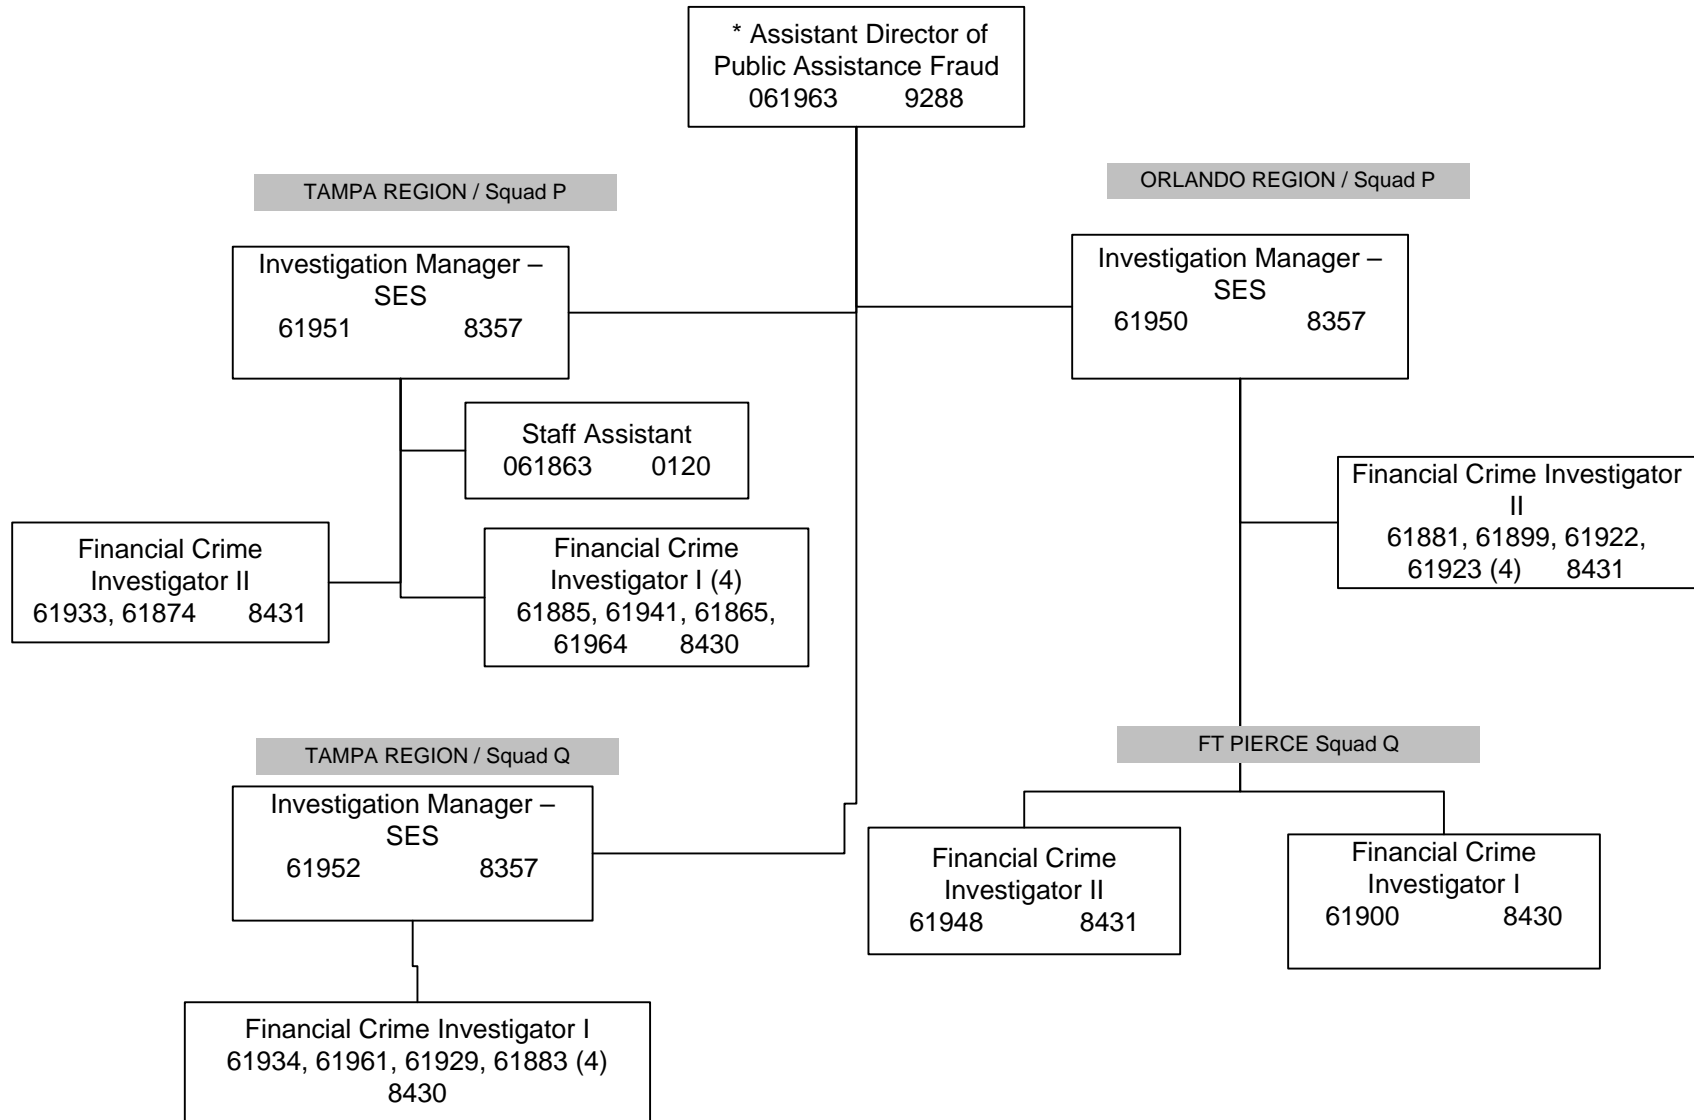 * Assistant Director of
Public Assistance Fraud
061963 9288
TAMPA REGION / Squad P
ORLANDO REGION / Squad P
Investigation Manager –
SES
61951 8357
Investigation Manager –
SES
61950 8357
Staff Assistant
061863 0120
Financial Crime Investigator
II
61881, 61899, 61922,
61923 (4) 8431
Financial Crime
Investigator II
61933, 61874 8431
Financial Crime
Investigator I (4)
61885, 61941, 61865,
61964 8430
TAMPA REGION / Squad Q
FT PIERCE Squad Q
Investigation Manager –
SES
61952 8357
Financial Crime
Investigator II
61948 8431
Financial Crime
Investigator I
61900 8430
Financial Crime Investigator I
61934, 61961, 61929, 61883 (4)
8430